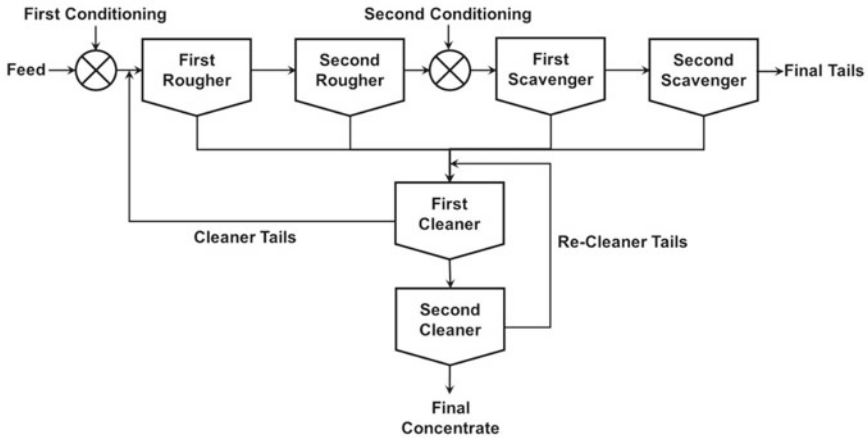 First Conditioning
Second Conditioning
Feed
First
Rougher
Second
Rougher
First
Scavenger
Second
Scavenger
Final Tails
First
Cleaner
Cleaner Tails
Re-Cleaner Tails
Second
Cleaner
Final
Concentrate